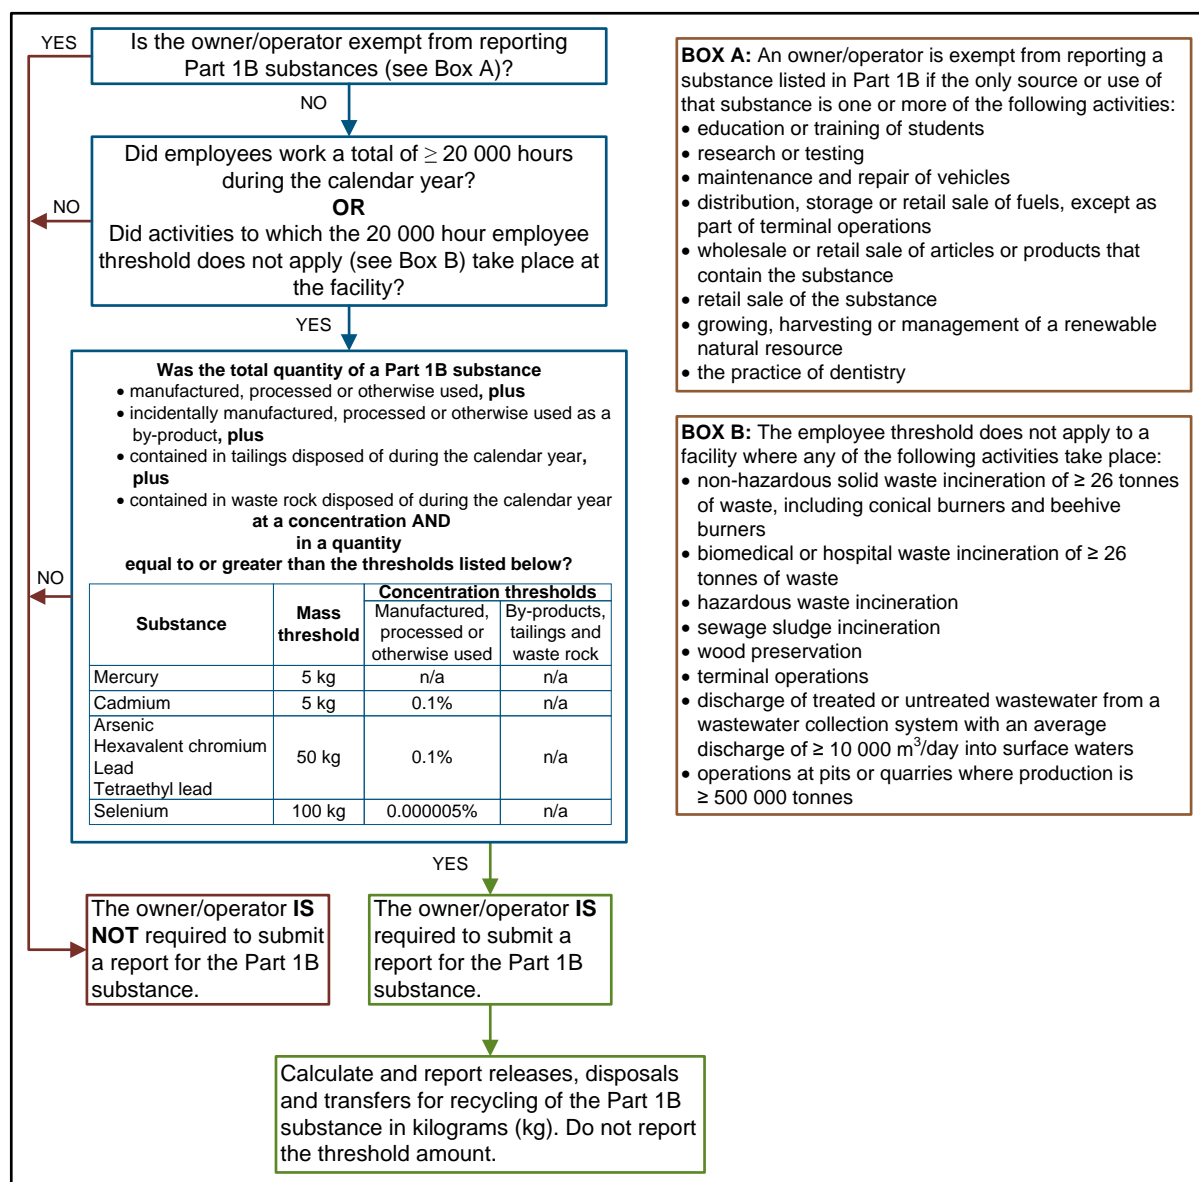 YES
Is the owner/operator exempt from reporting
Part 1B substances (see Box A)?
NO
Did employees work a total of ≥ 20 000 hours
during the calendar year?
OR
Did activities to which the 20 000 hour employee
threshold does not apply (see Box B) take place at
the facility?
NO
YES
Was the total quantity of a Part 1B substance
• manufactured, processed or otherwise used, plus
• incidentally manufactured, processed or otherwise used as a
by-product, plus
• contained in tailings disposed of during the calendar year,
plus
• contained in waste rock disposed of during the calendar year
at a concentration AND
in a quantity
equal to or greater than the thresholds listed below?
NO
Substance
Mass
threshold
Concentration thresholds
Manufactured,
processed or
otherwise used
By-products,
tailings and
waste rock
Mercury 5 kg n/a n/a
Cadmium 5 kg 0.1% n/a
Arsenic
Hexavalent chromium
Lead
Tetraethyl lead
50 kg 0.1% n/a
Selenium 100 kg 0.000005% n/a
YES
The owner/operator IS
NOT required to submit
a report for the Part 1B
substance.
The owner/operator IS
required to submit a
report for the Part 1B
substance.
Calculate and report releases, disposals
and transfers for recycling of the Part 1B
substance in kilograms (kg). Do not report
the threshold amount.
BOX A: An owner/operator is exempt from reporting a
substance listed in Part 1B if the only source or use of
that substance is one or more of the following activities:
• education or training of students
• research or testing
• maintenance and repair of vehicles
• distribution, storage or retail sale of fuels, except as
part of terminal operations
• wholesale or retail sale of articles or products that
contain the substance
• retail sale of the substance
• growing, harvesting or management of a renewable
natural resource
• the practice of dentistry
BOX B: The employee threshold does not apply to a
facility where any of the following activities take place:
• non-hazardous solid waste incineration of ≥ 26 tonnes
of waste, including conical burners and beehive
burners
• biomedical or hospital waste incineration of ≥ 26
tonnes of waste
• hazardous waste incineration
• sewage sludge incineration
• wood preservation
• terminal operations
• discharge of treated or untreated wastewater from a
wastewater collection system with an average
discharge of ≥ 10 000 m³/day into surface waters
• operations at pits or quarries where production is
≥ 500 000 tonnes